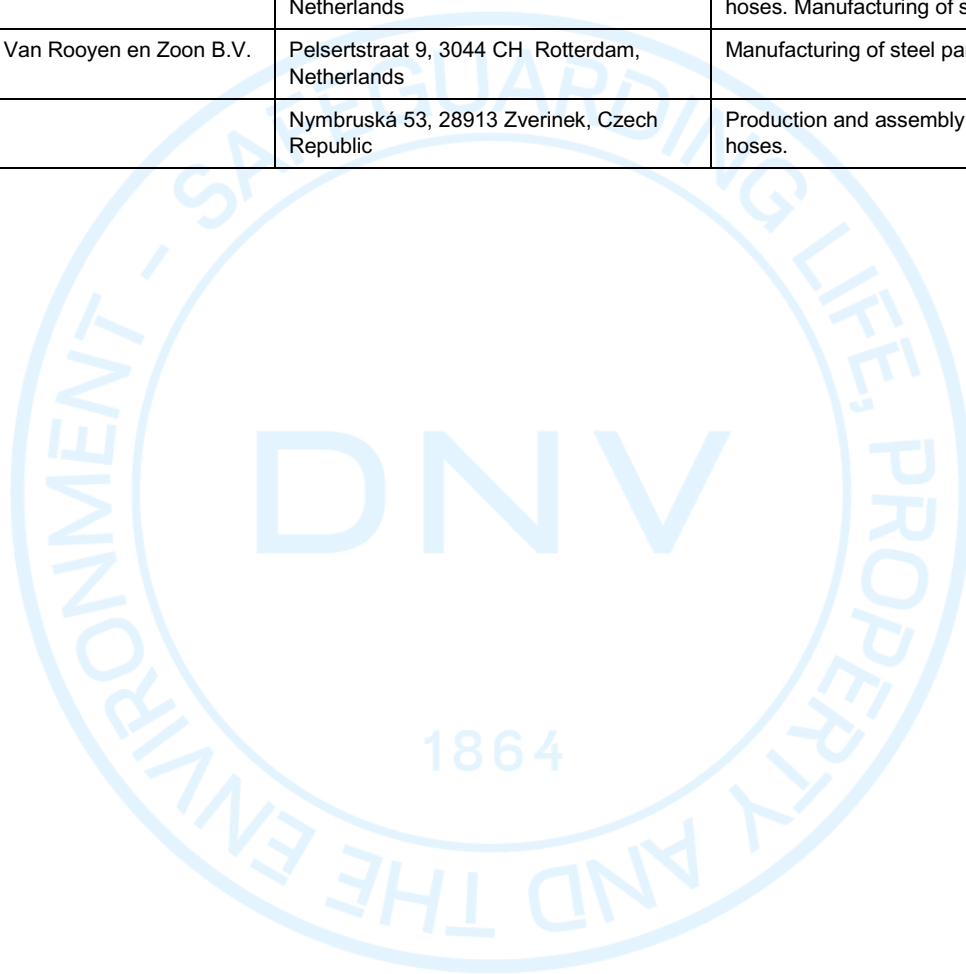 Netherlands
hoses. Manufacturing of
Van Rooyen en Zoon B.V.
Pelsertstraat 9, 3044 CH Rotterdam,
Netherlands
Manufacturing of steel
Nymbruská 53, 28913 Zverinek, Czech
Republic
Production and assembly
hoses.
SAFEGUARDING LIFE, PROPERTY AND THE ENVIRONMENT -
DNV
1864